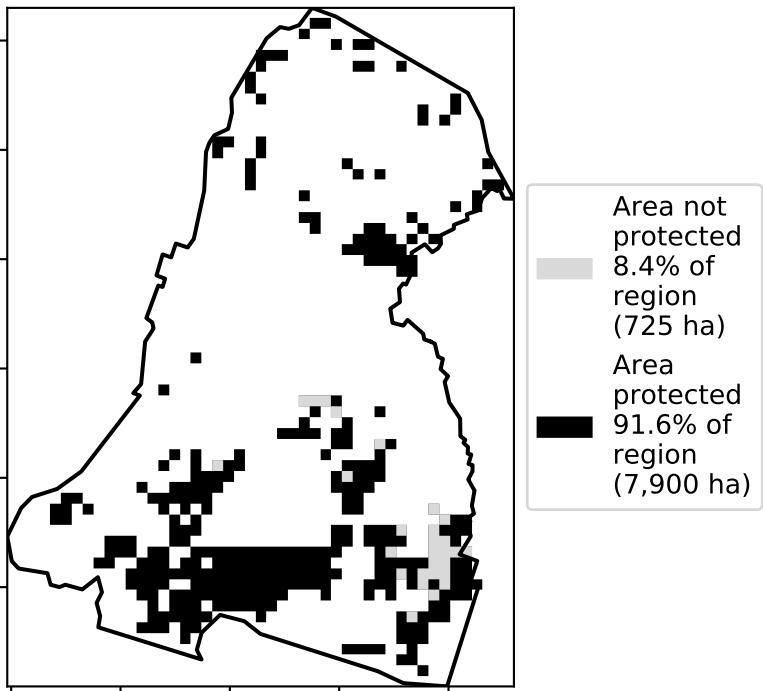 Area not
protected
8.4% of
region
(725 ha)
Area
protected
91.6% of
region
(7,900 ha)